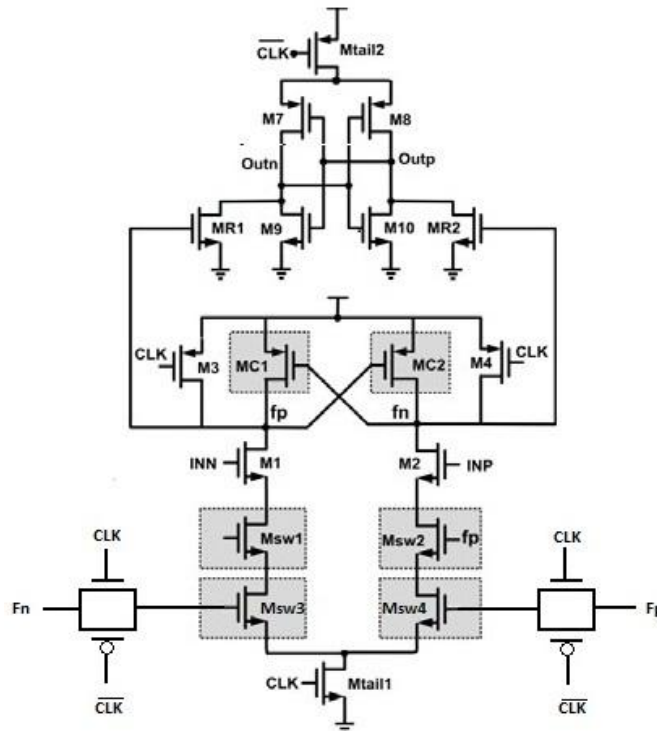 Mtail2
CLK
M7
M8
Outn
Outp
MR1
M9
M10
MR2
CLK
M3
MC1
MC2
M4
CLK
fp
fn
INN
M1
M2
INP
Msw1
Msw2
fp
CLK
CLK
Fn
Msw3
Msw4
CLK
Mtail1
CLK
CLK